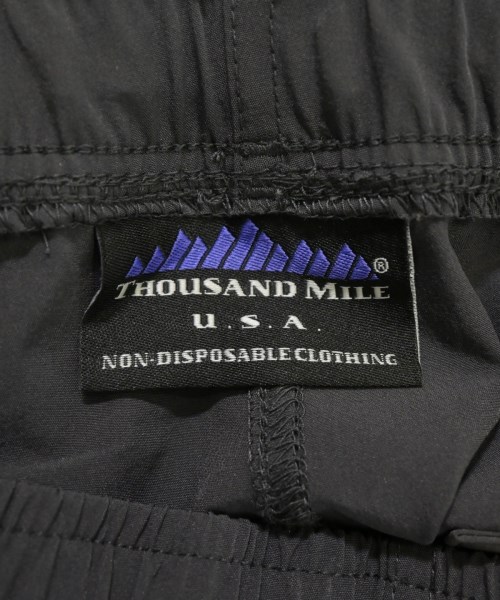 ®
THOUSAND MILE
U.S.A.
NON-DISPOSABLE CLOTHING